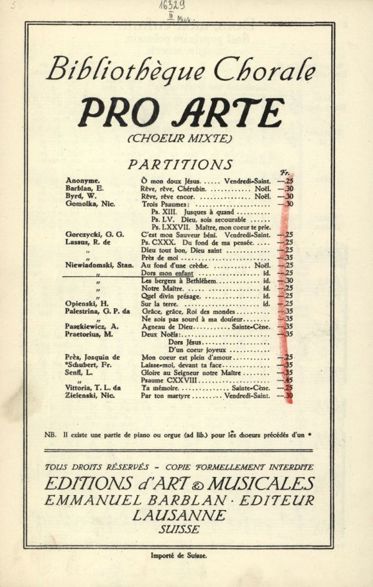 16329
II Mus.
Bibliothèque Chorale
PRO ARTE
(CHOEUR MIXTE)
PARTITIONS
Fr.
Anonyme. Ô mon doux Jésus. ..... Vendredi-Saint. —.25
Barblan, E. Rêve, rêve, Chérubin. .......... Noël. —.30
Byrd, W. Rêve, rêve encor. .............. Noël. —.30
Gomolka, Nic. Trois Psaumes: .................. —.30
Ps. XIII. Jusques à quand .........
Ps. LV. Dieu, sois secourable ......
Ps. LXXVII. Maître, mon coeur te prie.
Gorczycki, G. G. C'est mon Sauveur béni. Vendredi-Saint. —.25
Lassus, R. de Ps. CXXX. Du fond de ma pensée. .... —.25
„ Dieu tout bon, Dieu saint .......... —.25
„ Près de moi ...................... —.35
Niewiadomski, Stan. Au fond d'une crèche. Noël. —.25
„ Dors mon enfant ............... id. —.25
„ Les bergers à Bethléhem. .......... id. —.30
„ Notre Maître. .................. id. —.25
„ Quel divin présage. .............. id. —.25
Opienski, H. Sur la terre. .................. id. —.25
Palestrina, G. P. da Grâce, grâce, Roi des mondes ....... —.35
„ Ne sois pas sourd à ma douleur ...... —.35
Paszkiewicz, A. Agneau de Dieu ....... Sainte-Cène. —.35
Praetorius, M. Deux Noëls: .....................
Dors Jésus ....................
D'un coeur joyeux ............
Près, Josquin de Mon coeur est plein d'amour ......... —.25
*Schubert, Fr. Laisse-moi, devant ta face ........... —.35
Senfl, L. Gloire au Seigneur notre Maître ...... —.35
„ Psaume CXXVIII. ............... —.45
Vittoria, T. L. da Ta mémoire. ........... Sainte-Cène. —.25
Zielenski, Nic. Par ton martyre ..... Vendredi-Saint. —.25
NB. Il existe une partie de piano ou orgue (ad lib.) pour les choeurs précédés d'un *
TOUS DROITS RÉSERVÉS – COPIE FORMELLEMENT INTERDITE
EDITIONS d'ART & MUSICALES
EMMANUEL BARBLAN · EDITEUR
LAUSANNE
SUISSE
Importé de Suisse.